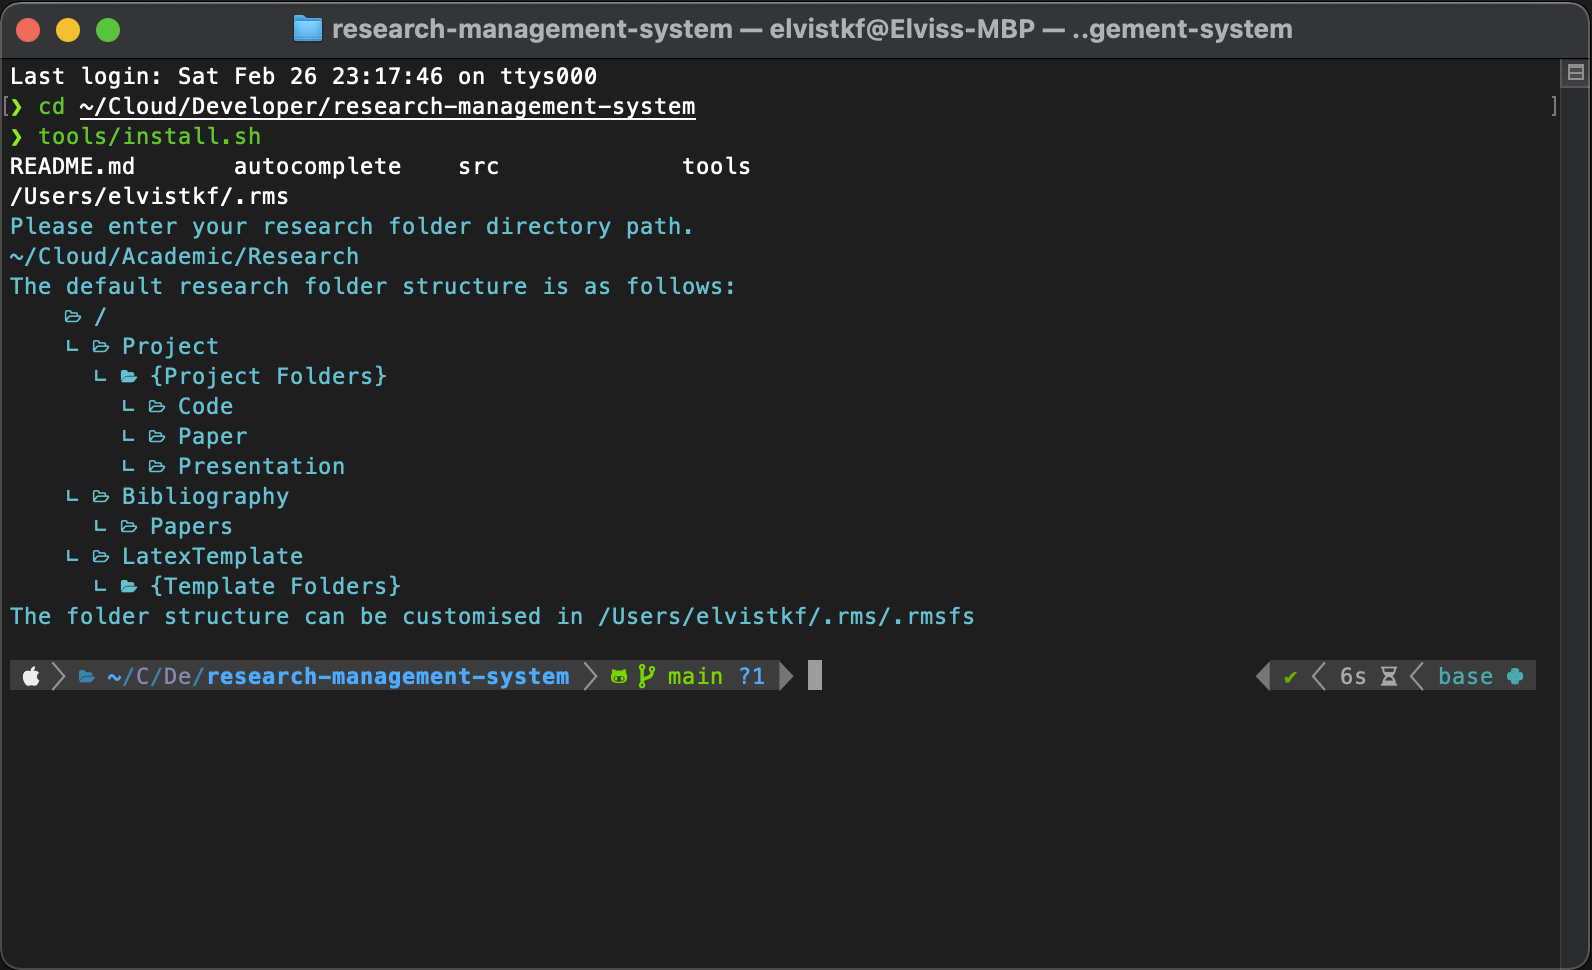 research-management-system — elvistkf@Elviss-MBP — ..gement-system
Last login: Sat Feb 26 23:17:46 on ttys000
[❯ cd ~/Cloud/Developer/research-management-system ]
❯ tools/install.sh
README.md autocomplete src tools
/Users/elvistkf/.rms
Please enter your research folder directory path.
~/Cloud/Academic/Research
The default research folder structure is as follows:
/
└ Project
└ {Project Folders}
└ Code
└ Paper
└ Presentation
└ Bibliography
└ Papers
└ LatexTemplate
└ {Template Folders}
The folder structure can be customised in /Users/elvistkf/.rms/.rmsfs
~/C/De/research-management-system main ?1 ✔ 6s base